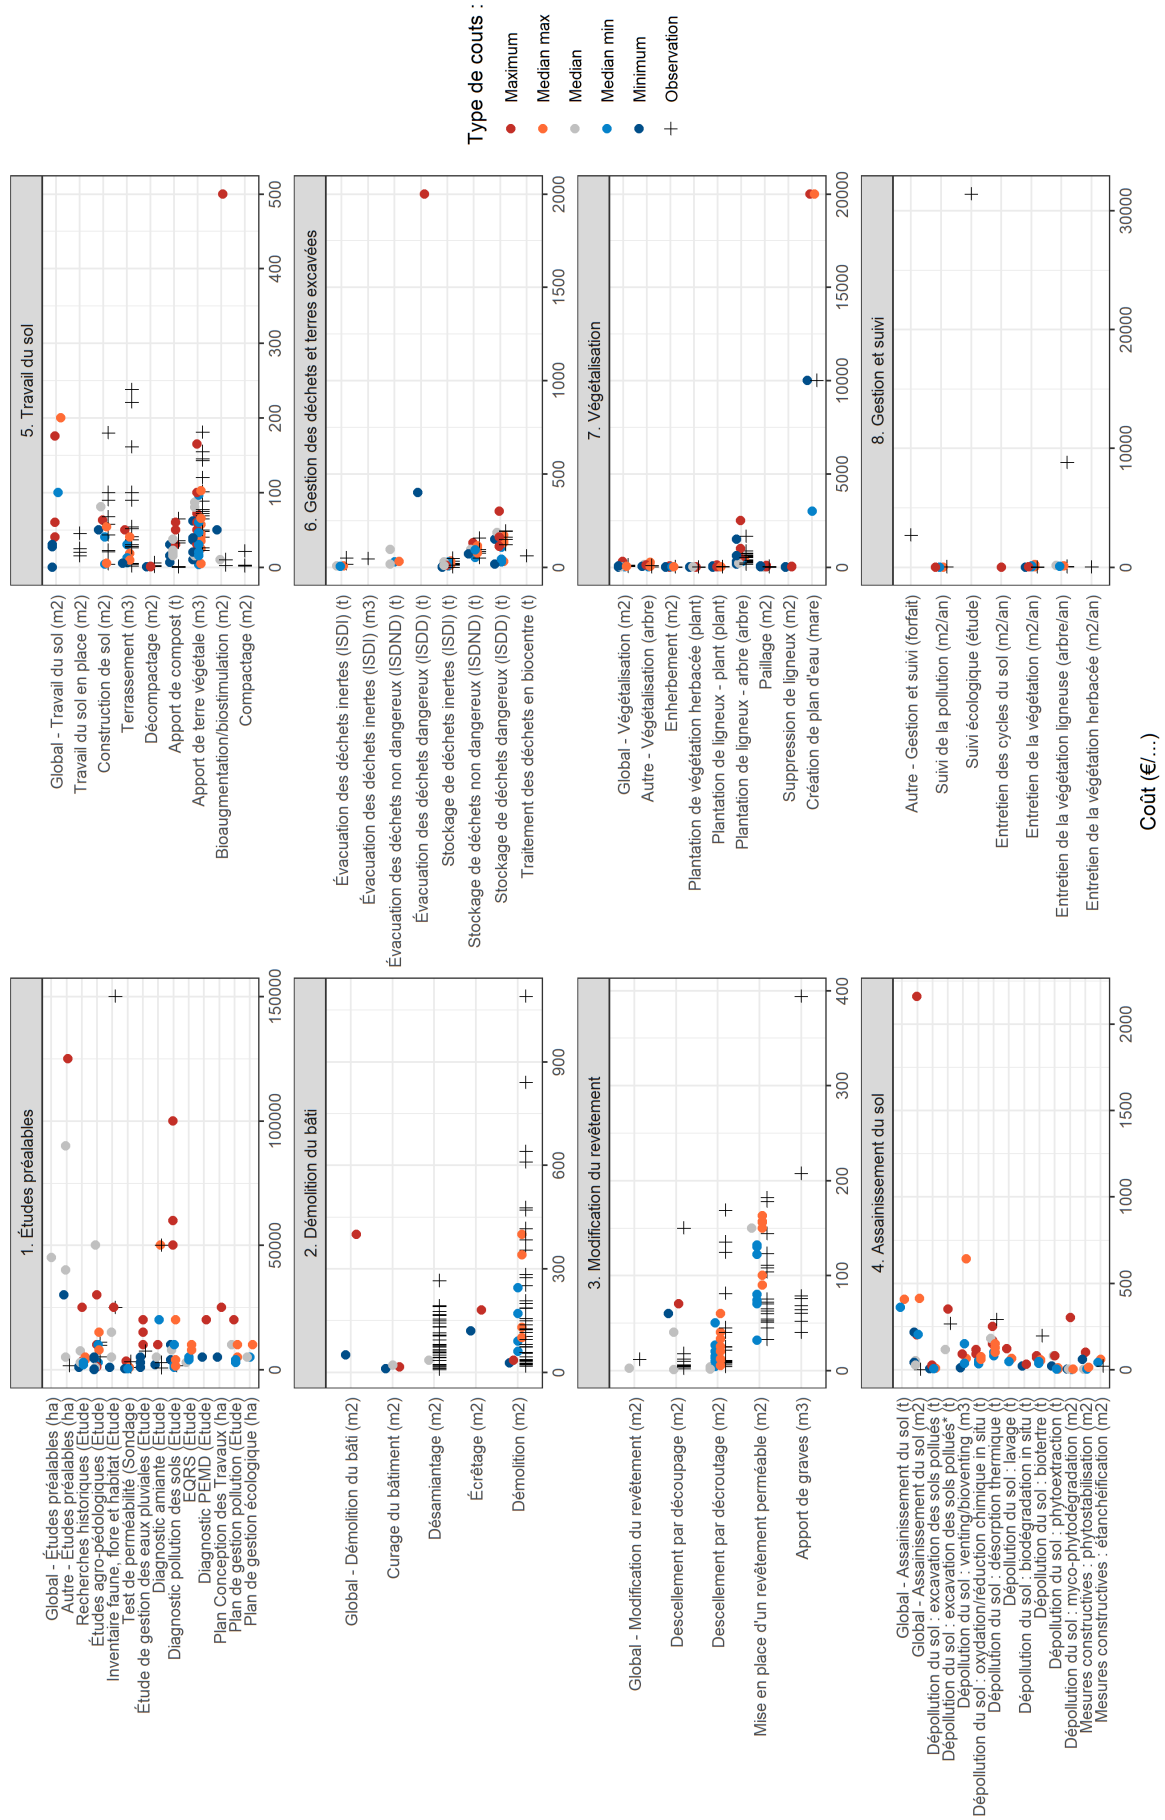 1. Études préalables
Global - Études préalables (ha)
Autre - Études préalables (ha)
Recherches historiques (Etude)
Études agro-pédologiques (Etude)
Inventaire faune, flore et habitat (Etude)
Test de perméabilité (Sondage)
Étude de gestion des eaux pluviales (Etude)
Diagnostic amiante (Etude)
Diagnostic pollution des sols (Etude)
EQRS (Etude)
Diagnostic PEMD (Etude)
Plan Conception des Travaux (ha)
Plan de gestion pollution (Etude)
Plan de gestion écologique (ha)
0 50000 100000 150000
5. Travail du sol
Global - Travail du sol (m2)
Travail du sol en place (m2)
Construction de sol (m2)
Terrassement (m3)
Décompactage (m2)
Apport de compost (t)
Apport de terre végétale (m3)
Bioaugmentation/biostimulation (m2)
Compactage (m2)
0 100 200 300 400 500
2. Démolition du bâti
Global - Démolition du bâti (m2)
Curage du bâtiment (m2)
Désamiantage (m2)
Écrêtage (m2)
Démolition (m2)
0 300 600 900
6. Gestion des déchets et terres excavées
Évacuation des déchets inertes (ISDI) (t)
Évacuation des déchets inertes (ISDI) (m3)
Évacuation des déchets non dangereux (ISDND) (t)
Évacuation des déchets dangereux (ISDD) (t)
Stockage de déchets inertes (ISDI) (t)
Stockage de déchets non dangereux (ISDND) (t)
Stockage de déchets dangereux (ISDD) (t)
Traitement des déchets en biocentre (t)
0 500 1000 1500 2000
3. Modification du revêtement
Global - Modification du revêtement (m2)
Descellement par découpage (m2)
Descellement par décroutage (m2)
Mise en place d'un revêtement perméable (m2)
Apport de graves (m3)
0 100 200 300 400
7. Végétalisation
Global - Végétalisation (m2)
Autre - Végétalisation (arbre)
Enherbement (m2)
Plantation de végétation herbacée (plant)
Plantation de ligneux - plant (plant)
Plantation de ligneux - arbre (arbre)
Paillage (m2)
Suppression de ligneux (m2)
Création de plan d'eau (mare)
0 5000 10000 15000 20000
4. Assainissement du sol
Global - Assainissement du sol (t)
Global - Assainissement du sol (m2)
Dépollution du sol : excavation des sols pollués (t)
Dépollution du sol : excavation des sols pollués* (t)
Dépollution du sol : venting/bioventing (m3)
Dépollution du sol : oxydation/réduction chimique in situ (t)
Dépollution du sol : désorption thermique (t)
Dépollution du sol : lavage (t)
Dépollution du sol : biodégradation in situ (t)
Dépollution du sol : biotertre (t)
Dépollution du sol : phytoextraction (t)
Dépollution du sol : myco-phytodégradation (m2)
Mesures constructives : phytostabilisation (m2)
Mesures constructives : étanchéification (m2)
0 500 1000 1500 2000
8. Gestion et suivi
Autre - Gestion et suivi (forfait)
Suivi de la pollution (m2)
Suivi écologique (étude)
Entretien des cycles du sol (m2/an)
Entretien de la végétation (m2/an)
Entretien de la végétation ligneuse (arbre/an)
Entretien de la végétation herbacée (m2/an)
0 10000 20000 30000
Coût (€/...)
Type de couts :
Maximum
Median max
Median
Median min
Minimum
Observation